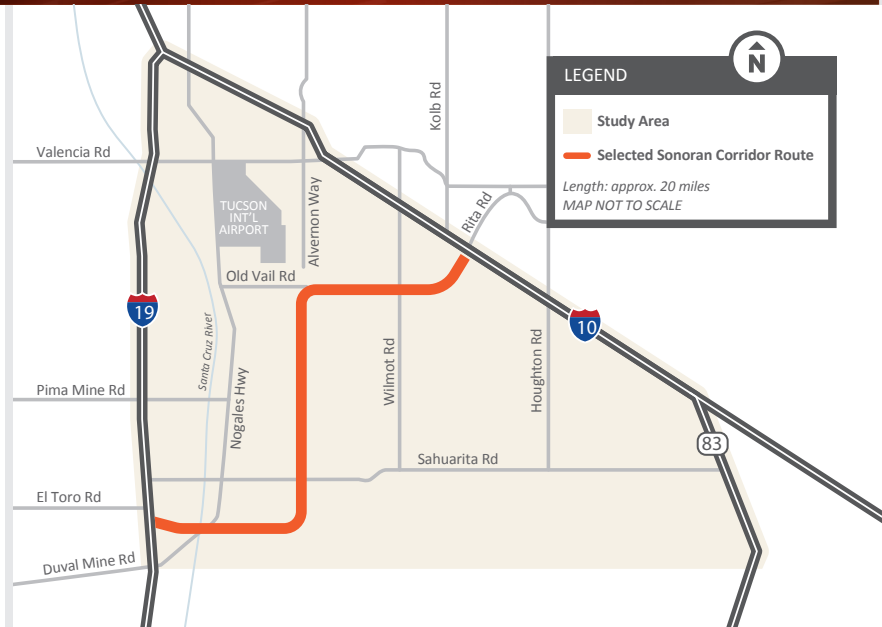 N
LEGEND
Study Area
Selected Sonoran Corridor Route
Length: approx. 20 miles
MAP NOT TO SCALE
Kolb Rd
Valencia Rd
TUCSON
INT'L
AIRPORT
Alvernon Way
Rita Rd
Old Vail Rd
19
10
Santa Cruz River
Nogales Hwy
Wilmot Rd
Houghton Rd
Pima Mine Rd
83
Sahuarita Rd
El Toro Rd
Duval Mine Rd